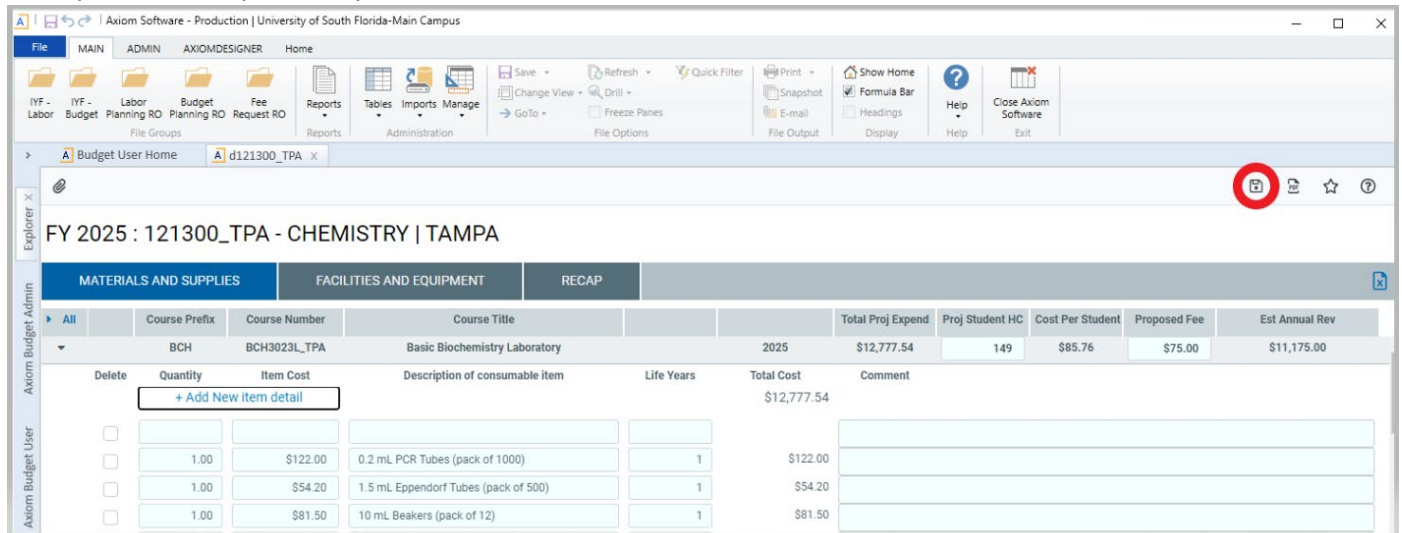 Axiom Software - Production | University of South Florida-Main Campus
File MAIN ADMIN AXIOMDESIGNER Home
IYF - Labor
IYF - Budget
Labor Planning RO
Budget Planning RO
Fee Request RO
File Groups
Reports
Reports
Tables Imports Manage
Administration
Save Refresh Quick Filter
Change View Drill
GoTo Freeze Panes
File Options
Print
Snapshot
E-mail
File Output
Show Home
Formula Bar
Headings
Display
Help
Help
Close Axiom Software
Exit
A Budget User Home A d121300_TPA X
Explorer X
Axiom Budget Admin
Axiom Budget User
PDF
FY 2025 : 121300_TPA - CHEMISTRY | TAMPA
MATERIALS AND SUPPLIES FACILITIES AND EQUIPMENT RECAP
All Course Prefix Course Number Course Title Total Proj Expend Proj Student HC Cost Per Student Proposed Fee Est Annual Rev
BCH BCH3023L_TPA Basic Biochemistry Laboratory 2025 $12,777.54 149 $85.76 $75.00 $11,175.00
Delete Quantity Item Cost Description of consumable item Life Years Total Cost Comment
+ Add New item detail $12,777.54
1.00 $122.00 0.2 mL PCR Tubes (pack of 1000) 1 $122.00
1.00 $54.20 1.5 mL Eppendorf Tubes (pack of 500) 1 $54.20
1.00 $81.50 10 mL Beakers (pack of 12) 1 $81.50